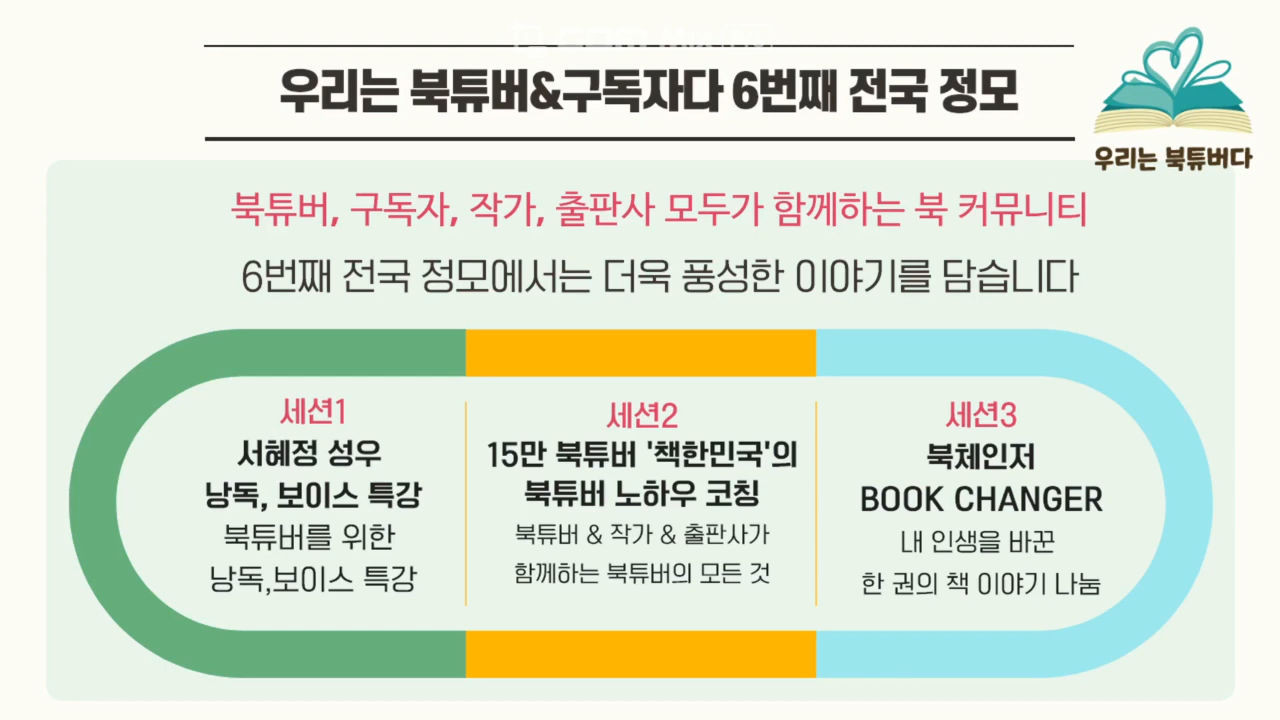 우리는 북튜버&구독자다 6번째 전국 정모
우리는 북튜버다
북튜버, 구독자, 작가, 출판사 모두가 함께하는 북 커뮤니티
6번째 전국 정모에서는 더욱 풍성한 이야기를 담습니다
세션1
서혜정 성우
낭독, 보이스 특강
북튜버를 위한
낭독,보이스 특강
세션2
15만 북튜버 '책한민국'의
북튜버 노하우 코칭
북튜버 & 작가 & 출판사가
함께하는 북튜버의 모든 것
세션3
북체인저
BOOK CHANGER
내 인생을 바꾼
한 권의 책 이야기 나눔